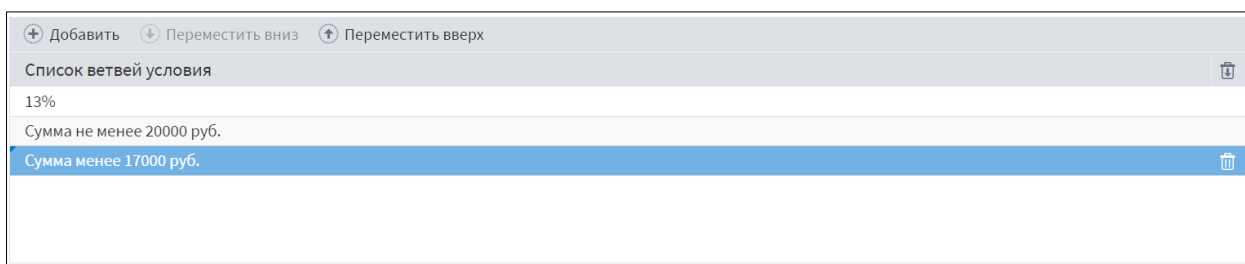 Добавить Переместить вниз Переместить вверх
Список ветвей условия
13%
Сумма не менее 20000 руб.
Сумма менее 17000 руб.